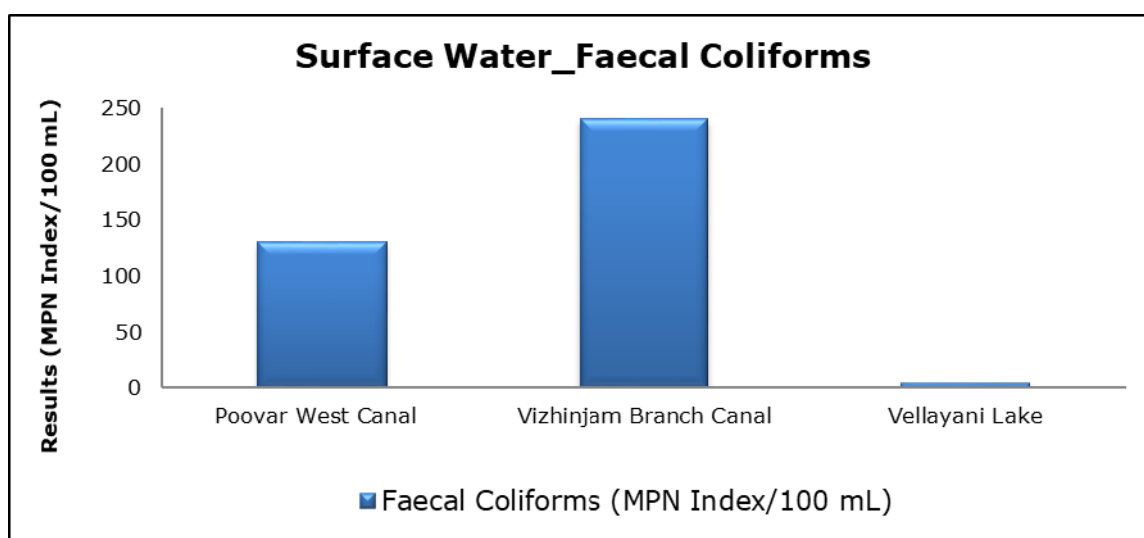 Surface Water_Faecal Coliforms
Results (MPN Index/100 mL)
250
200
150
100
50
0
Poovar West Canal
Vizhinjam Branch Canal
Vellayani Lake
Faecal Coliforms (MPN Index/100 mL)